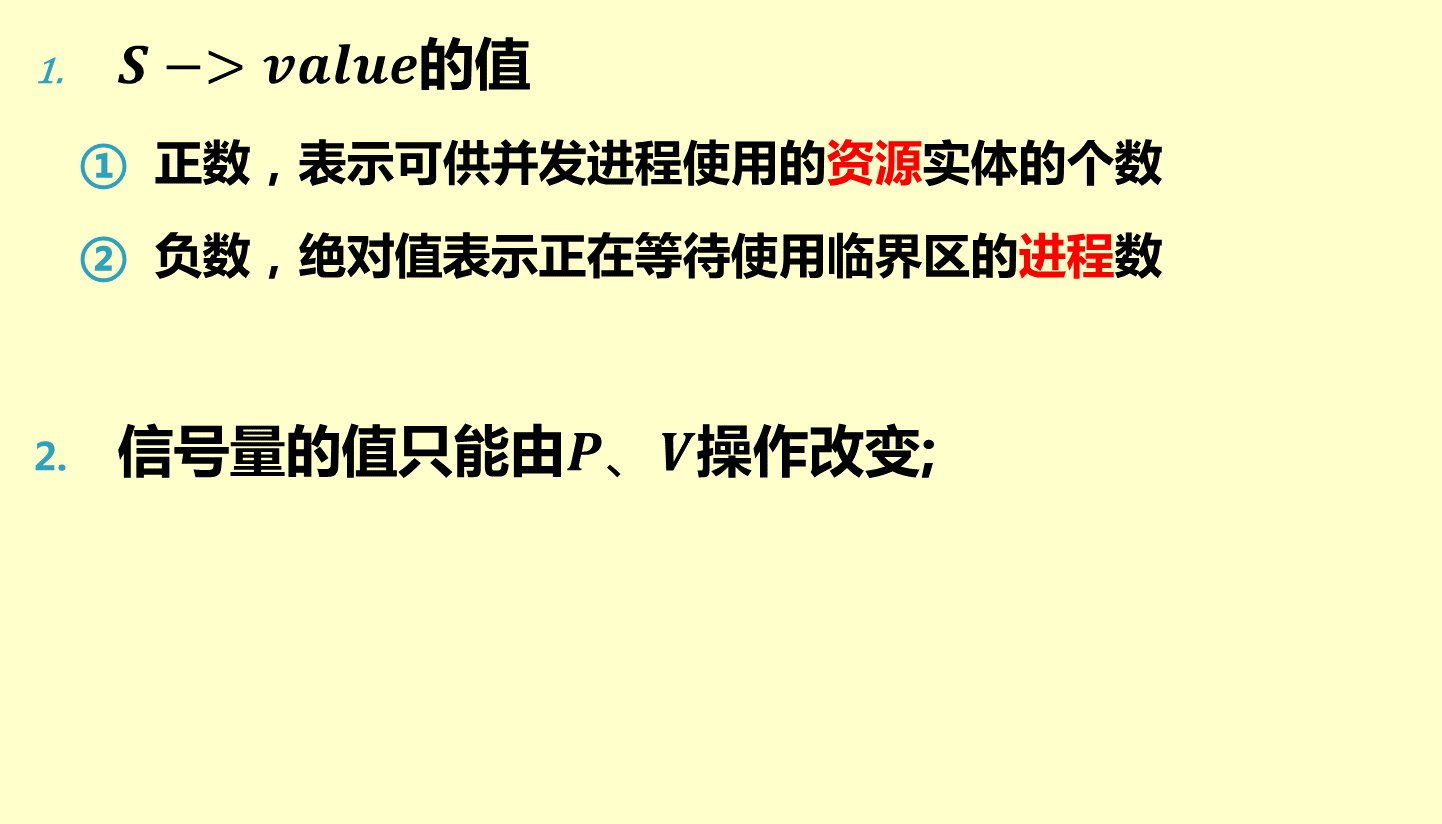 1. S −> value的值
① 正数，表示可供并发进程使用的资源实体的个数
② 负数，绝对值表示正在等待使用临界区的进程数
2. 信号量的值只能由P、V操作改变;